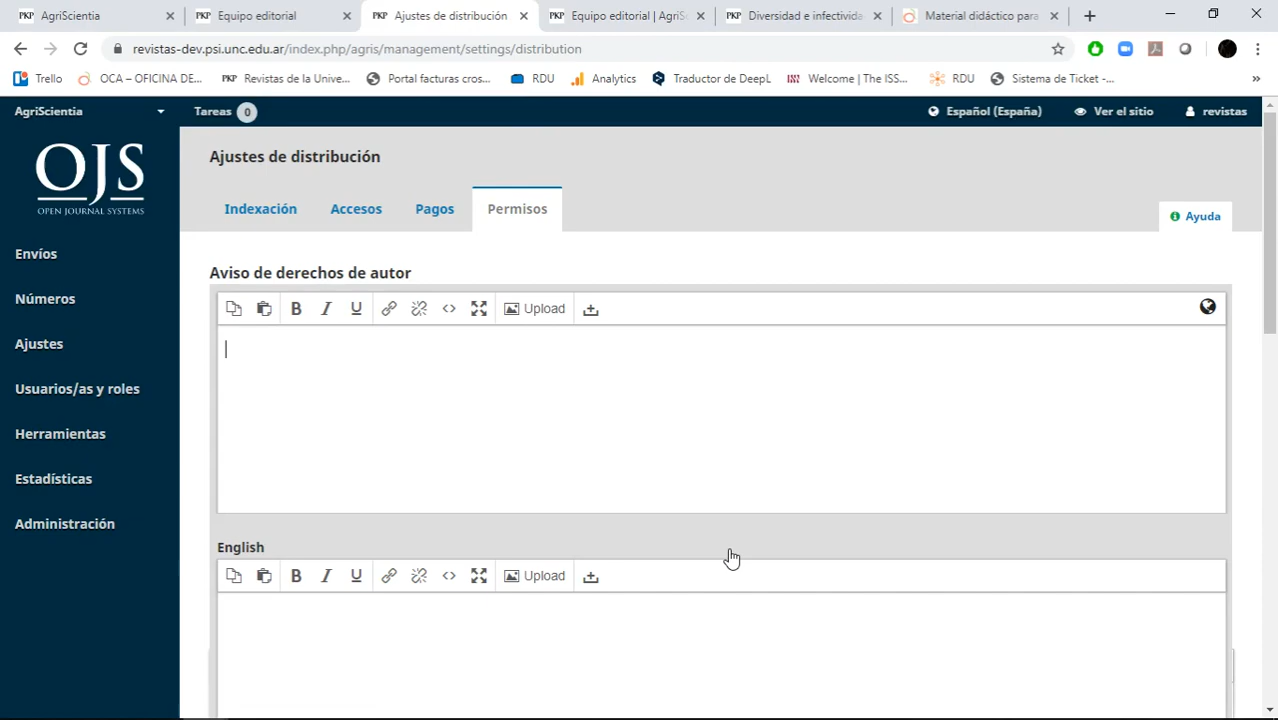 AgriScientia
Equipo editorial
Ajustes de distribución
Equipo editorial | AgriS
Diversidad e infectivida
Material didáctico para
revistas-dev.psi.unc.edu.ar/index.php/agris/management/settings/distribution
Trello
OCA – OFICINA DE...
Revistas de la Unive...
Portal facturas cros...
RDU
Analytics
Traductor de DeepL
Welcome | The ISS...
RDU
Sistema de Ticket -...
AgriScientia
Tareas 0
Español (España)
Ver el sitio
revistas
OJS
OPEN JOURNAL SYSTEMS
Envíos
Números
Ajustes
Usuarios/as y roles
Herramientas
Estadísticas
Administración
Ajustes de distribución
Indexación
Accesos
Pagos
Permisos
Ayuda
Aviso de derechos de autor
B I U Upload
English
B I U Upload